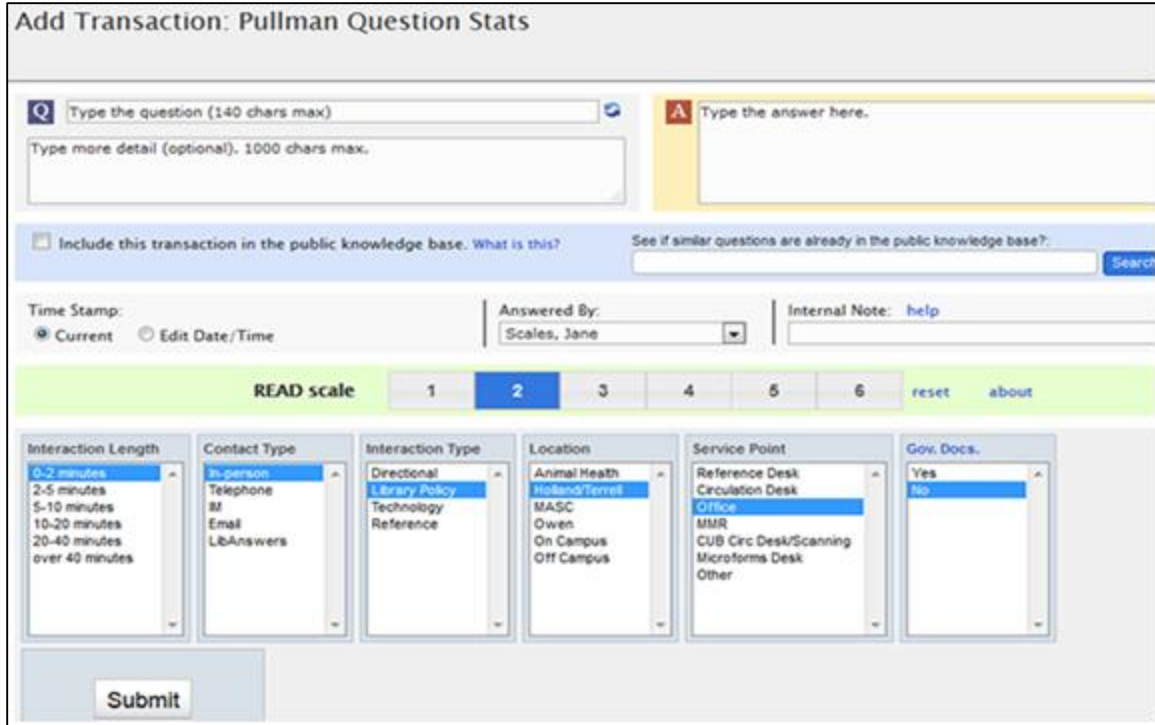 Add Transaction: Pullman Question Stats
Q Type the question (140 chars max)
A Type the answer here.
Type more detail (optional). 1000 chars max.
Include this transaction in the public knowledge base. What is this?
See if similar questions are already in the public knowledge base?:
Search
Time Stamp:
Current Edit Date/Time
Answered By:
Scales, Jane
Internal Note: help
READ scale 1 2 3 4 5 6 reset about
Interaction Length
0-2 minutes
2-5 minutes
5-10 minutes
10-20 minutes
20-40 minutes
over 40 minutes
Contact Type
In-person
Telephone
IM
Email
LibAnswers
Interaction Type
Directional
Library Policy
Technology
Reference
Location
Animal Health
Holland/Terrell
MASC
Owen
On Campus
Off Campus
Service Point
Reference Desk
Circulation Desk
Office
MMR
CUB Circ Desk/Scanning
Microforms Desk
Other
Gov. Docs.
Yes
No
Submit